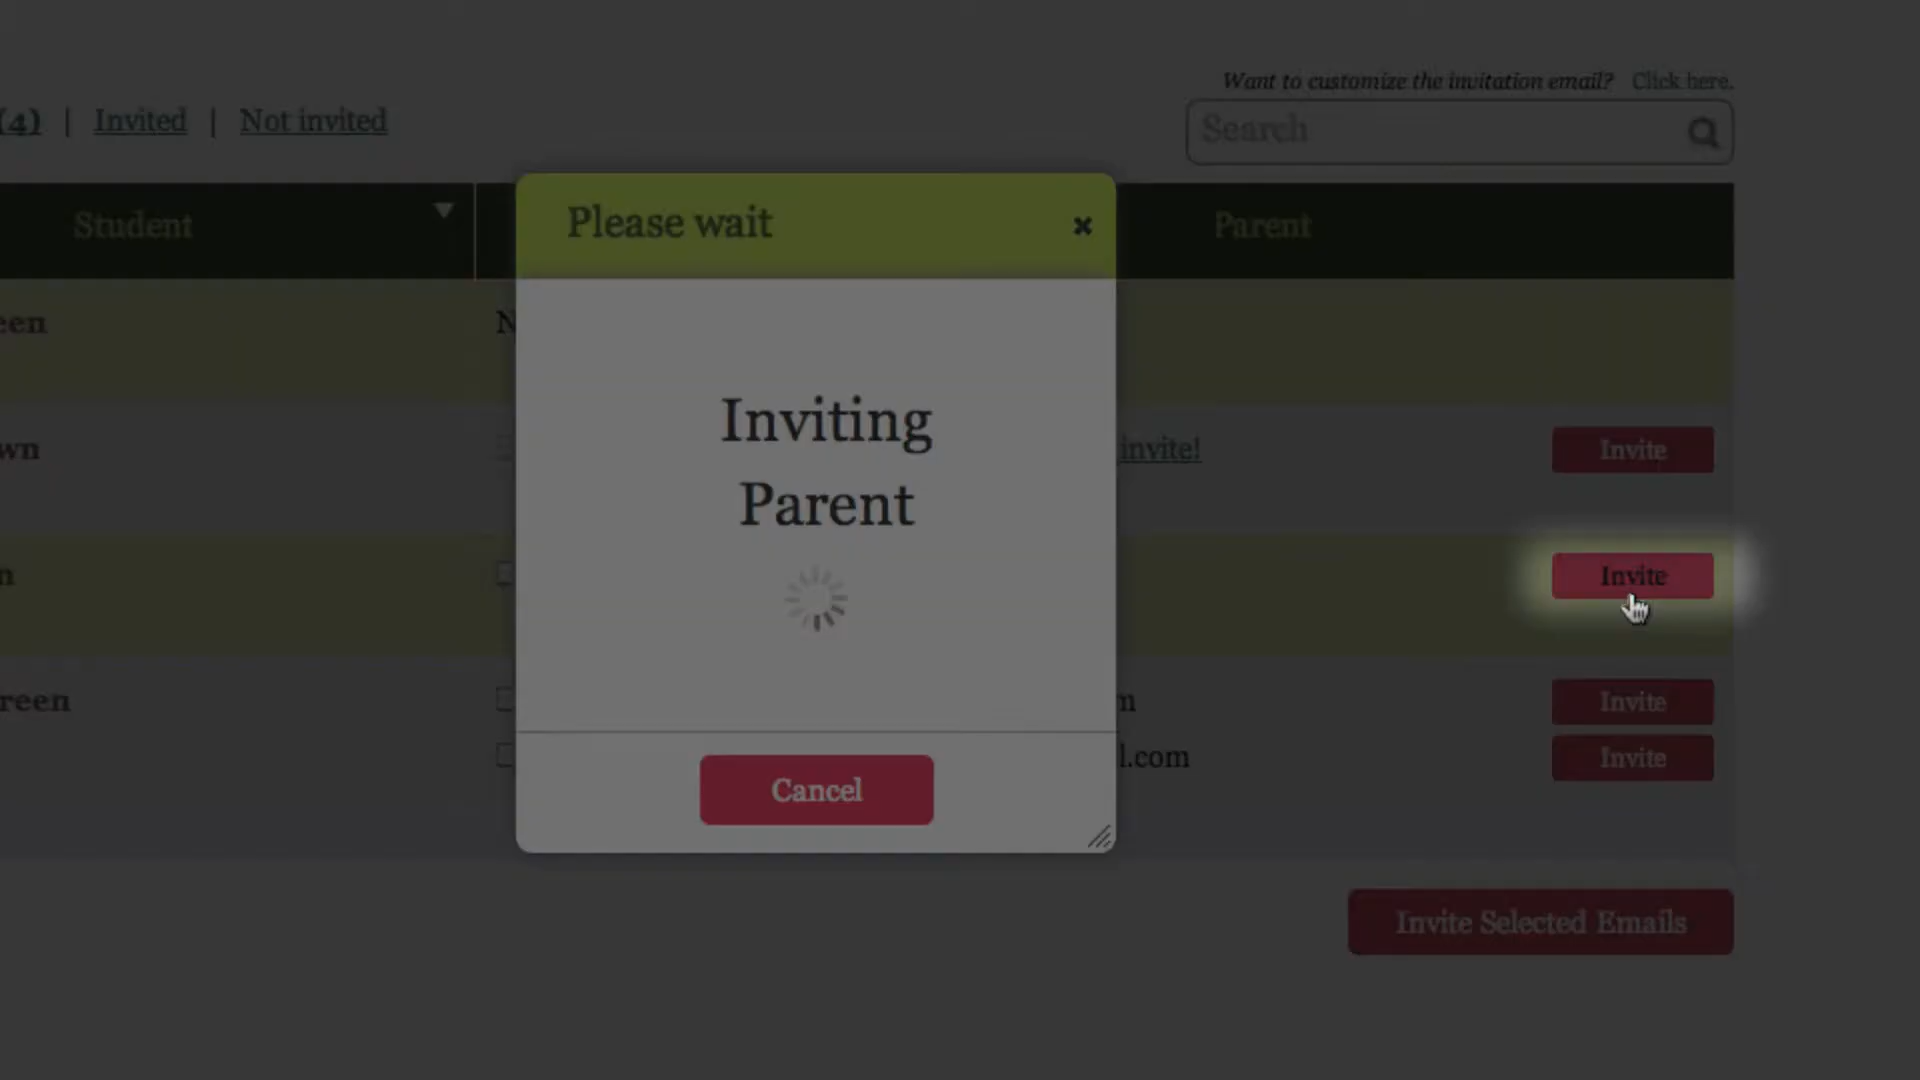 Want to customize the invitation email? Click here.
(4) | Invited | Not invited
Search
Student
Please wait
Parent
een
N
wn
Inviting
Parent
invite!
Invite
n
Invite
reen
m
Invite
l.com
Invite
Cancel
Invite Selected Emails